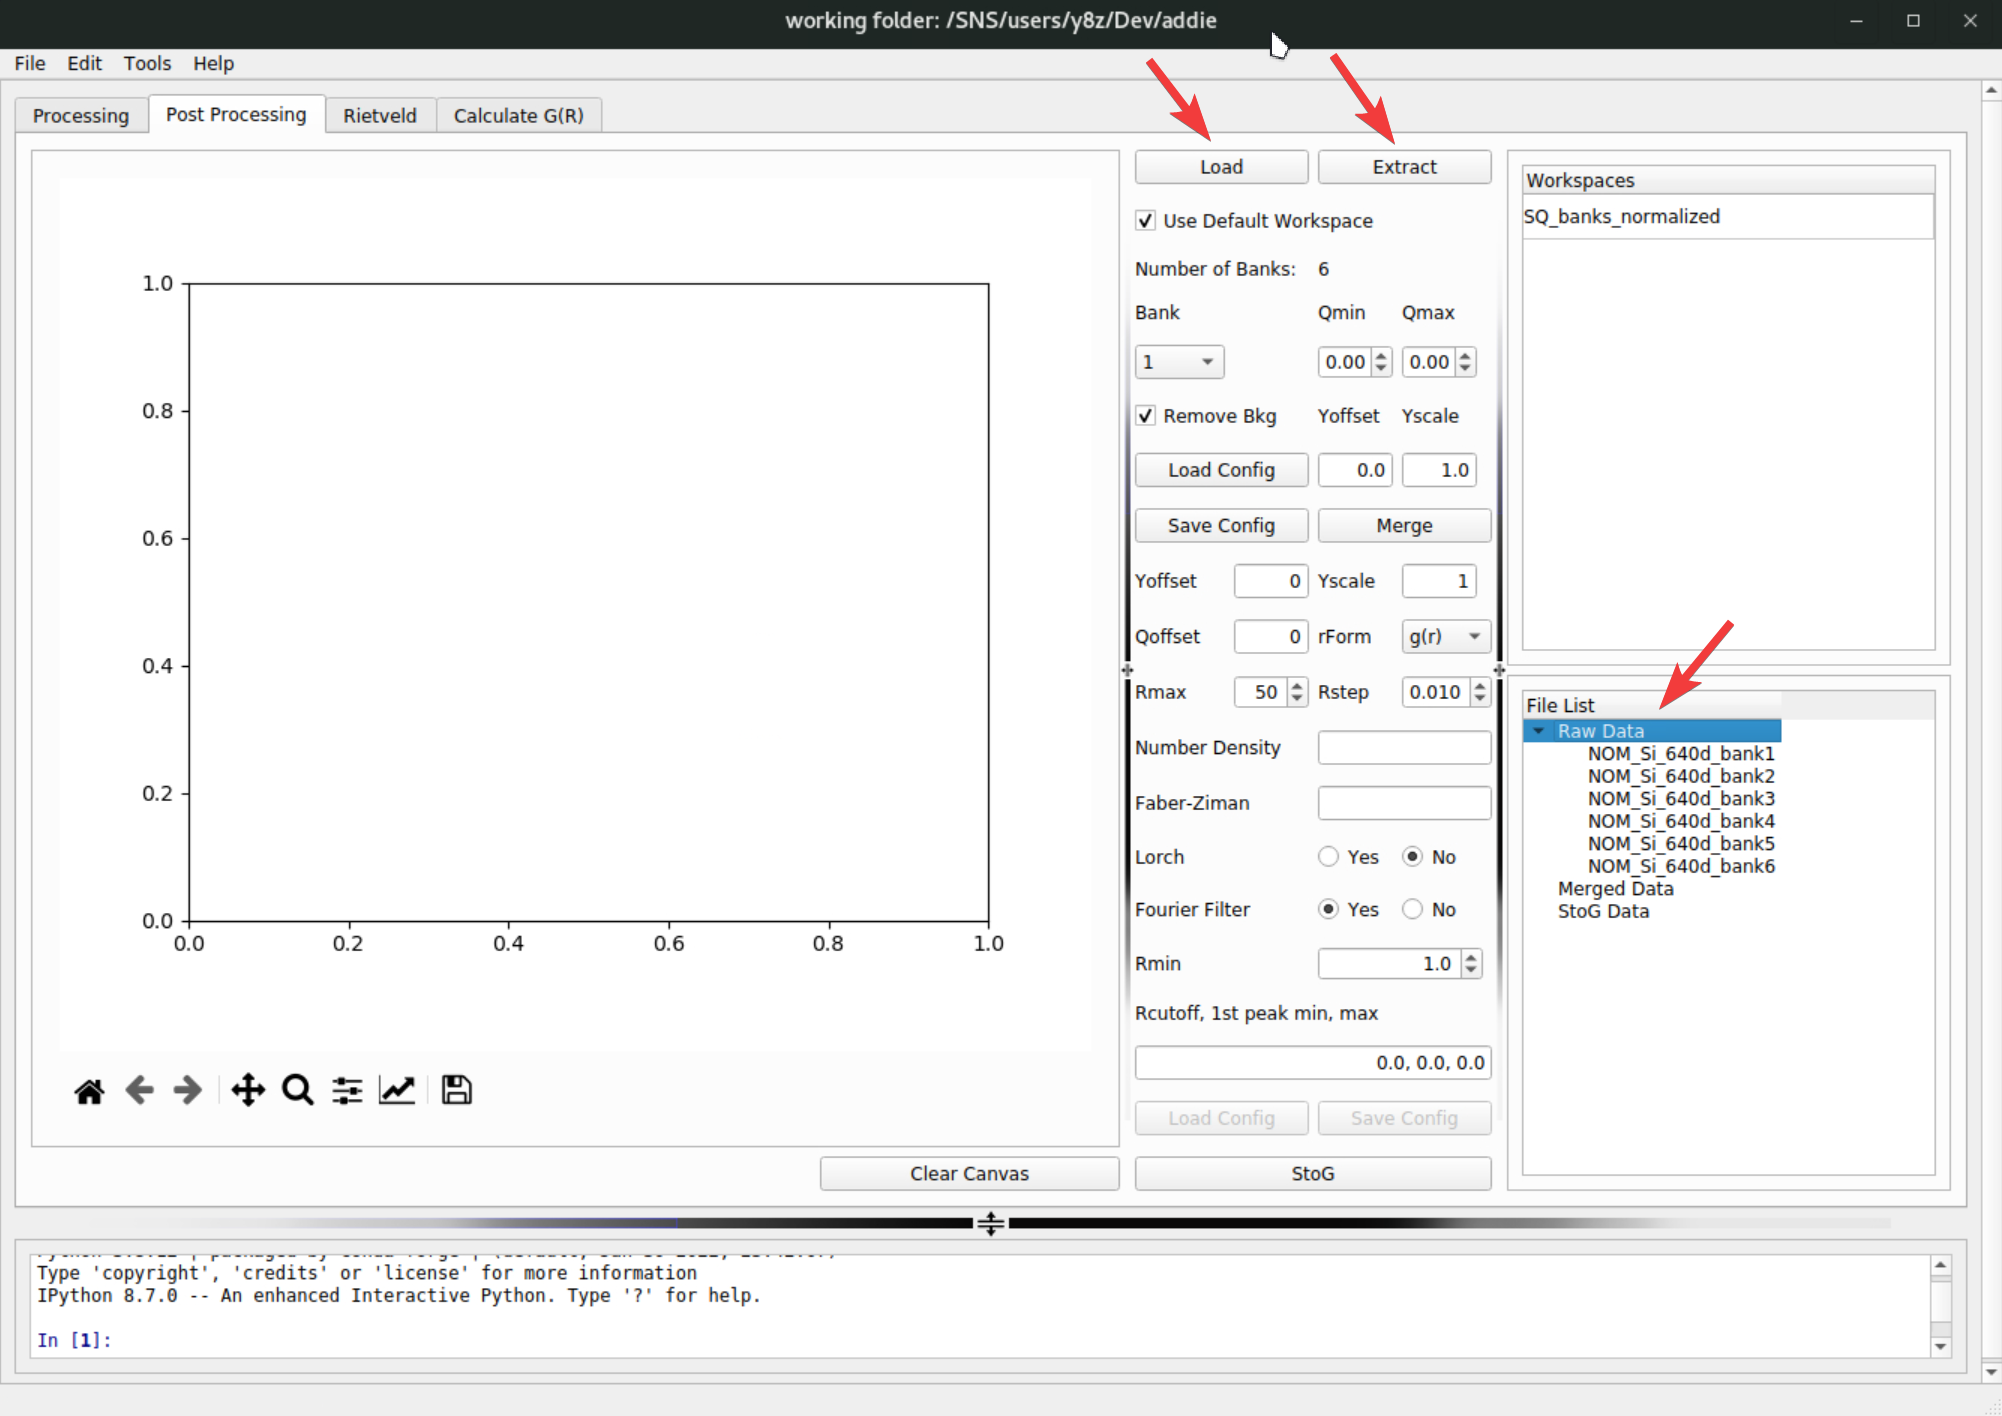 working folder: /SNS/users/y8z/Dev/addie
File Edit Tools Help
Processing Post Processing Rietveld Calculate G(R)
1.0
0.8
0.6
0.4
0.2
0.0
0.0 0.2 0.4 0.6 0.8 1.0
Clear Canvas
Load Extract
Use Default Workspace
Number of Banks: 6
Bank Qmin Qmax
1 0.00 0.00
Remove Bkg Yoffset Yscale
Load Config 0.0 1.0
Save Config Merge
Yoffset 0 Yscale 1
Qoffset 0 rForm g(r)
Rmax 50 Rstep 0.010
Number Density
Faber-Ziman
Lorch Yes No
Fourier Filter Yes No
Rmin 1.0
Rcutoff, 1st peak min, max
0.0, 0.0, 0.0
Load Config Save Config
StoG
Workspaces
SQ_banks_normalized
File List
Raw Data
NOM_Si_640d_bank1
NOM_Si_640d_bank2
NOM_Si_640d_bank3
NOM_Si_640d_bank4
NOM_Si_640d_bank5
NOM_Si_640d_bank6
Merged Data
StoG Data
Type 'copyright', 'credits' or 'license' for more information
IPython 8.7.0 -- An enhanced Interactive Python. Type '?' for help.
In [1]: